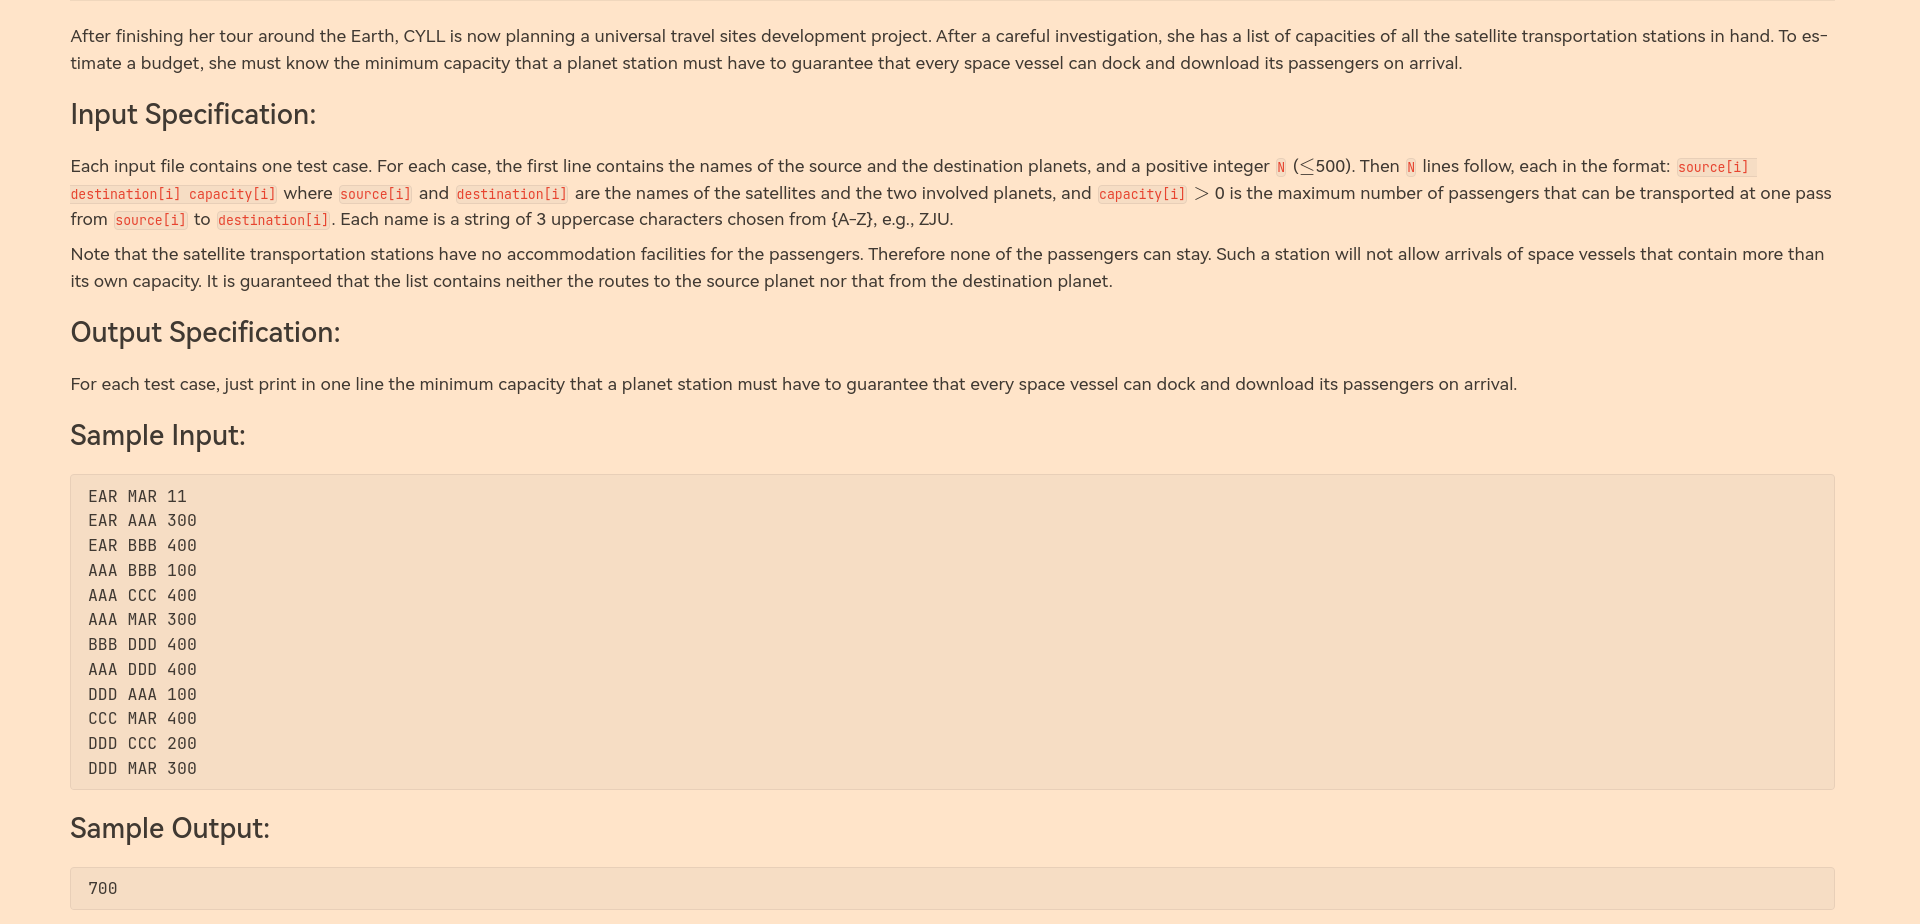 After finishing her tour around the Earth, CYLL is now planning a universal travel sites development project. After a careful investigation, she has a list of capacities of all the satellite transportation stations in hand. To es-
timate a budget, she must know the minimum capacity that a planet station must have to guarantee that every space vessel can dock and download its passengers on arrival.
Input Specification:
Each input file contains one test case. For each case, the first line contains the names of the source and the destination planets, and a positive integer N (≤500). Then N lines follow, each in the format: source[i]
destination[i] capacity[i] where source[i] and destination[i] are the names of the satellites and the two involved planets, and capacity[i] > 0 is the maximum number of passengers that can be transported at one pass
from source[i] to destination[i]. Each name is a string of 3 uppercase characters chosen from {A-Z}, e.g., ZJU.
Note that the satellite transportation stations have no accommodation facilities for the passengers. Therefore none of the passengers can stay. Such a station will not allow arrivals of space vessels that contain more than
its own capacity. It is guaranteed that the list contains neither the routes to the source planet nor that from the destination planet.
Output Specification:
For each test case, just print in one line the minimum capacity that a planet station must have to guarantee that every space vessel can dock and download its passengers on arrival.
Sample Input:
EAR MAR 11
EAR AAA 300
EAR BBB 400
AAA BBB 100
AAA CCC 400
AAA MAR 300
BBB DDD 400
AAA DDD 400
DDD AAA 100
CCC MAR 400
DDD CCC 200
DDD MAR 300
Sample Output:
700